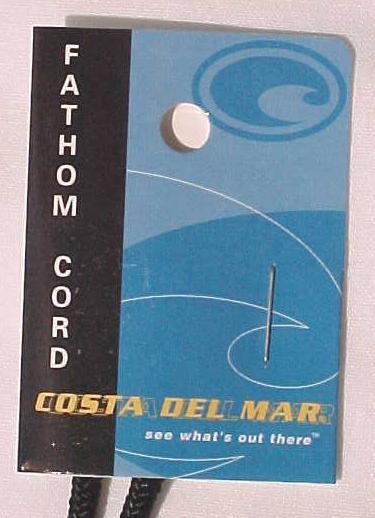 FATHOM CORD
COSTA DEL MAR
see what's out there™